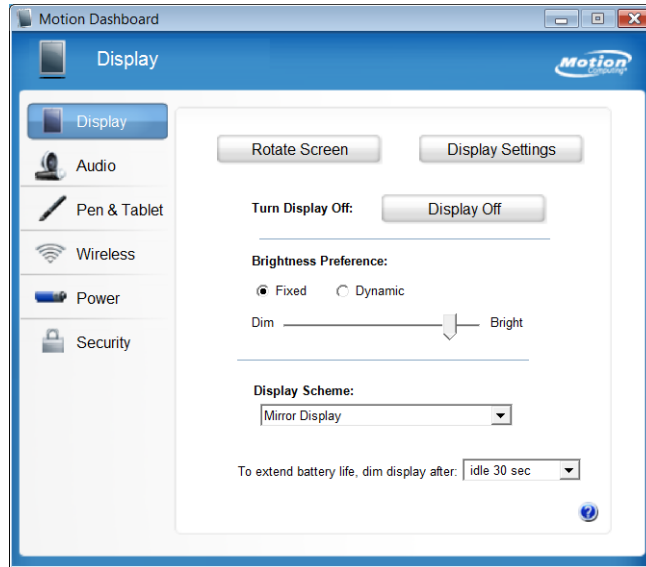 Motion Dashboard
Display
Motion
Computing
Display
Audio
Pen & Tablet
Wireless
Power
Security
Rotate Screen Display Settings
Turn Display Off: Display Off
Brightness Preference:
Fixed Dynamic
Dim Bright
Display Scheme:
Mirror Display
To extend battery life, dim display after: idle 30 sec
?